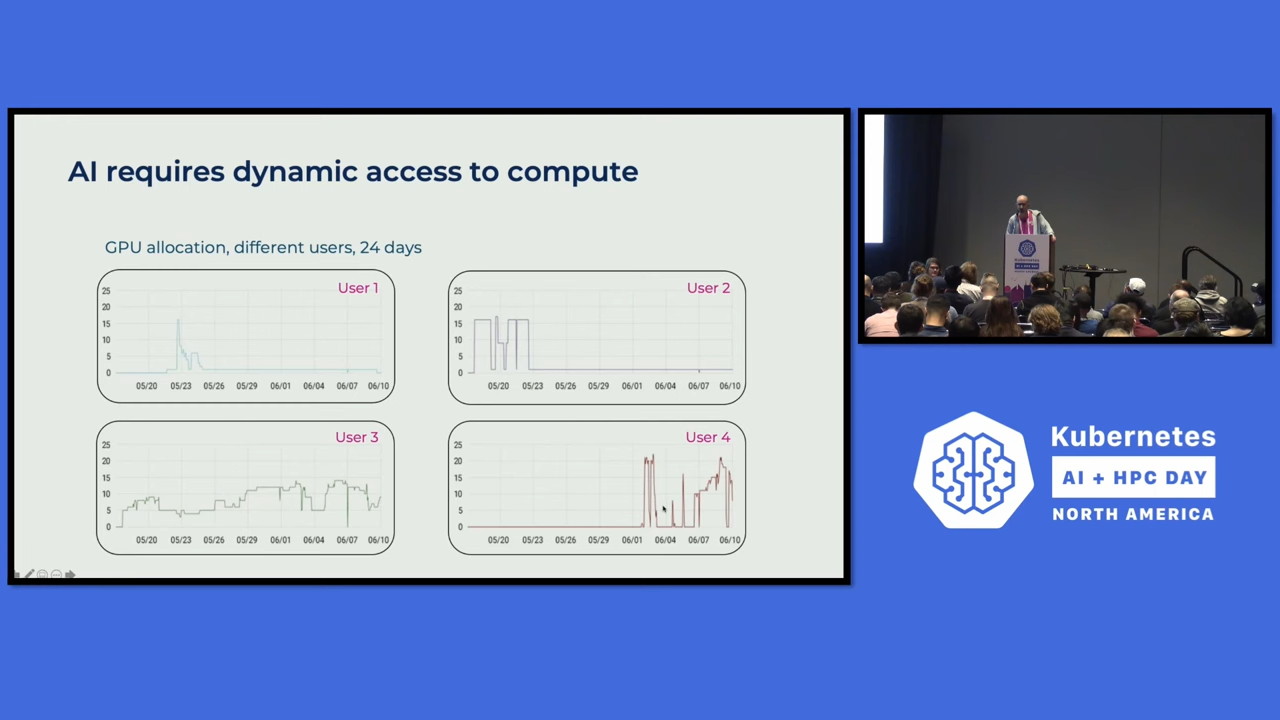 AI requires dynamic access to compute
GPU allocation, different users, 24 days
User 1
25
20
15
10
5
0
05/20 05/23 05/26 05/29 06/01 06/04 06/07 06/10
User 2
25
20
15
10
5
0
05/20 05/23 05/26 05/29 06/01 06/04 06/07 06/10
User 3
25
20
15
10
5
0
05/20 05/23 05/26 05/29 06/01 06/04 06/07 06/10
User 4
25
20
15
10
5
0
05/20 05/23 05/26 05/29 06/01 06/04 06/07 06/10
Kubernetes
AI + HPC DAY
Kubernetes
AI + HPC DAY
NORTH AMERICA